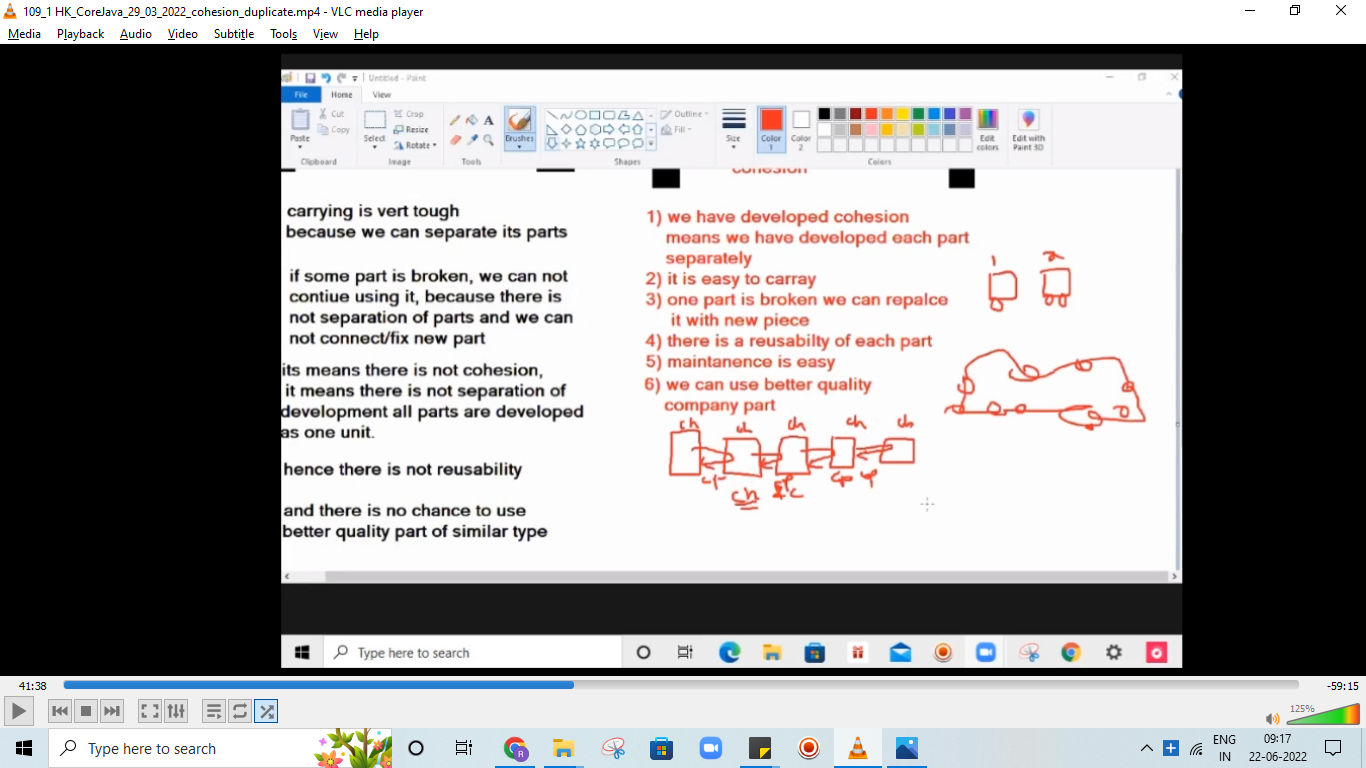 109_1 HK_CoreJava_29_03_2022_cohesion_duplicate.mp4 - VLC media player
Media Playback Audio Video Subtitle Tools View Help
Untitled - Paint
File Home View
Paste
Cut
Copy
Clipboard
Select
Crop
Resize
Rotate
Image
A
Tools
Brushes
Shapes
Outline
Fill
Size
Color 1
Color 2
Edit colors
Edit with Paint 3D
Colors
carrying is vert tough
because we can separate its parts
if some part is broken, we can not
contiue using it, because there is
not separation of parts and we can
not connect/fix new part
its means there is not cohesion,
it means there is not separation of
development all parts are developed
as one unit.
hence there is not reusability
and there is no chance to use
better quality part of similar type
cohesion
1) we have developed cohesion
means we have developed each part
separately
2) it is easy to carray
3) one part is broken we can repalce
it with new piece
4) there is a reusabilty of each part
5) maintanence is easy
6) we can use better quality
company part
1 2
ch ch ch ch ch
ch
Type here to search
41:38
-59:15
125%
Type here to search
R
ENG
IN
09:17
22-06-2022